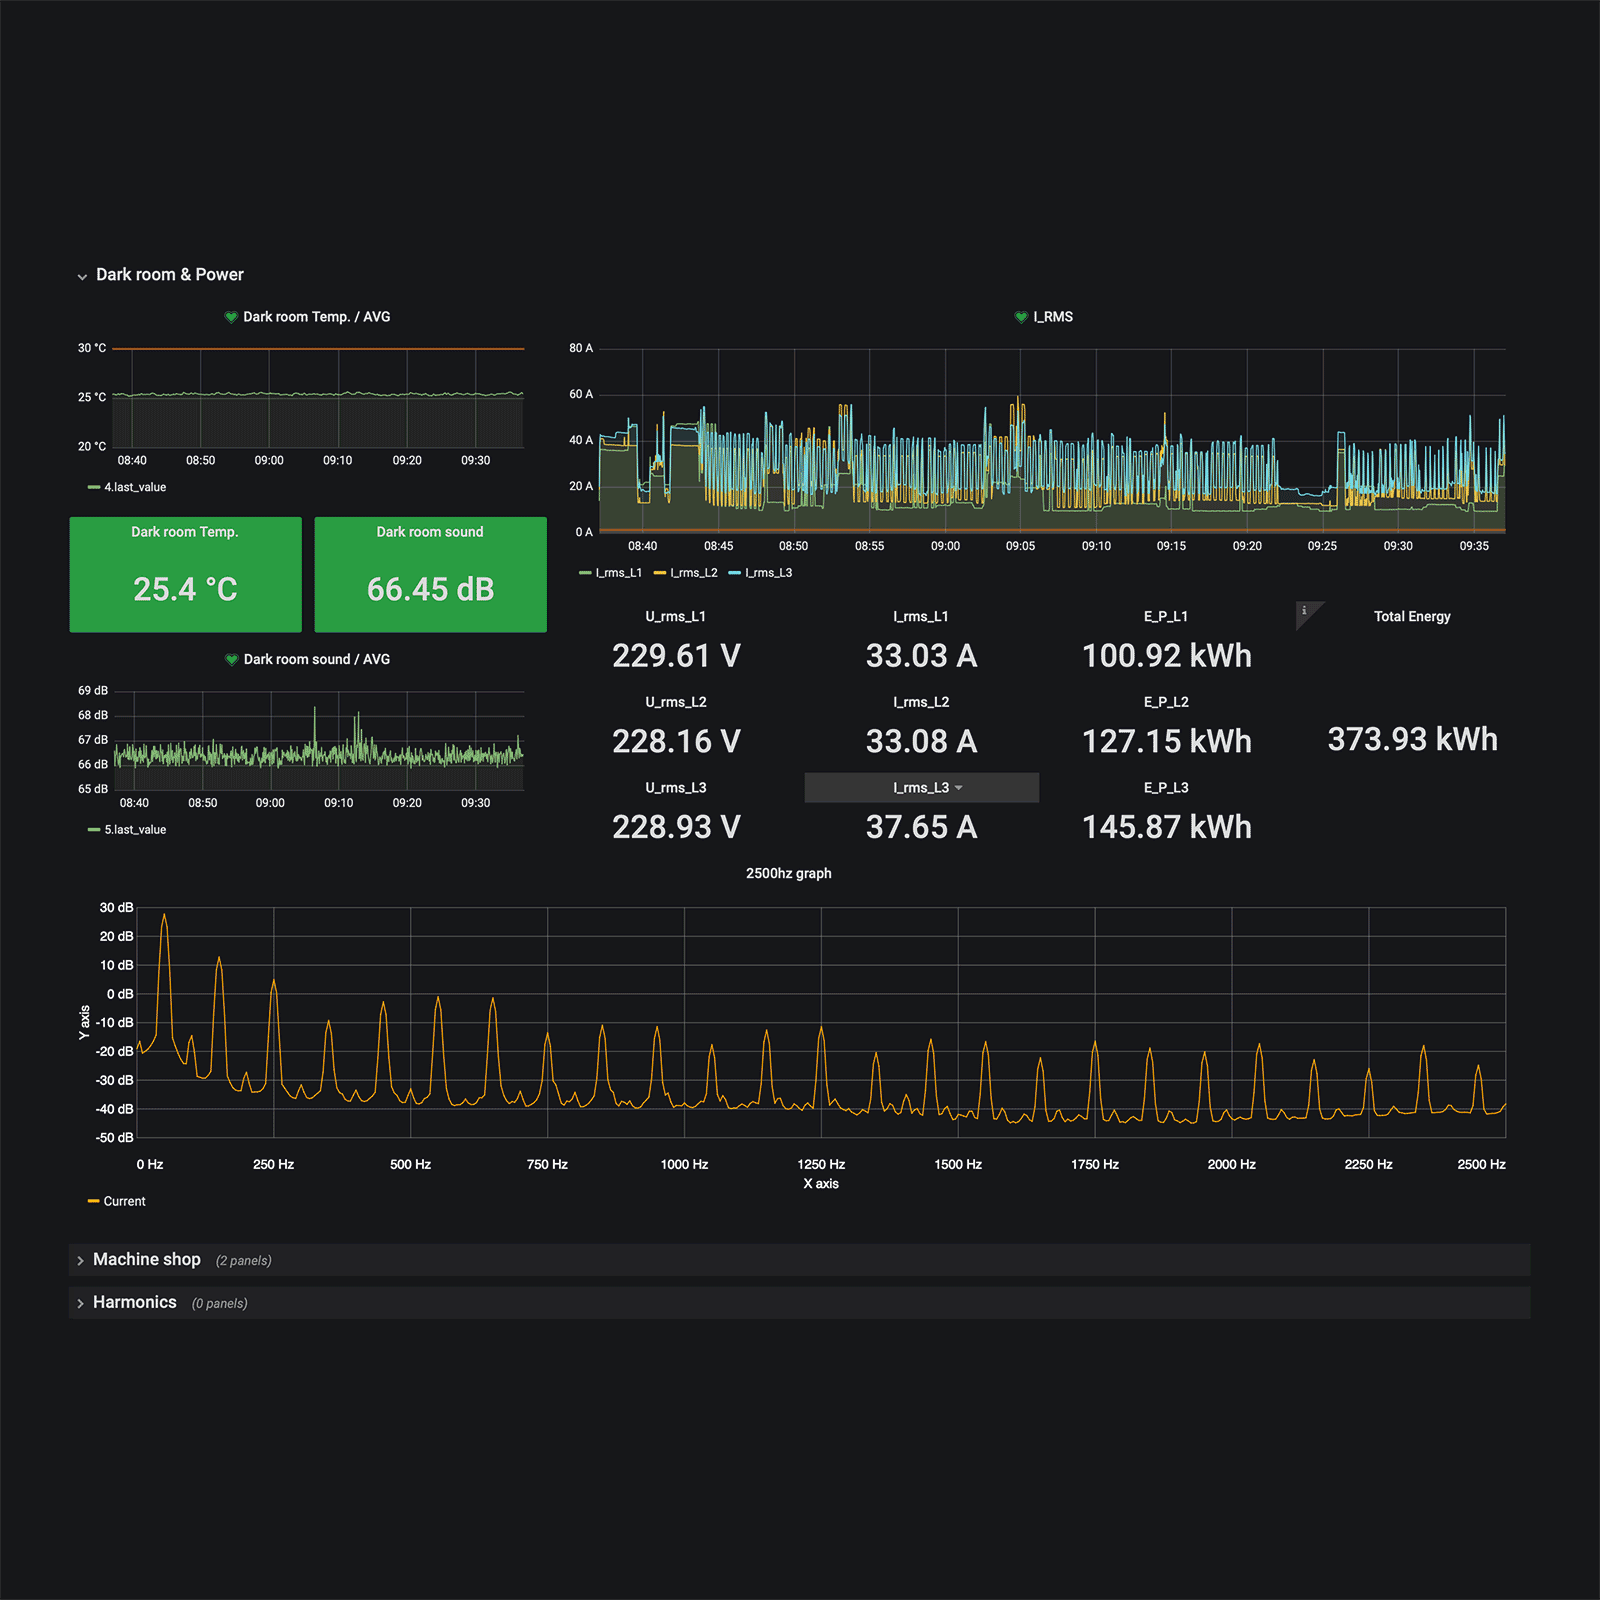 Dark room & Power
Dark room Temp. / AVG
30 °C
25 °C
20 °C
08:40 08:50 09:00 09:10 09:20 09:30
4.last_value
Dark room Temp.
25.4 °C
Dark room sound
66.45 dB
Dark room sound / AVG
69 dB
68 dB
67 dB
66 dB
65 dB
08:40 08:50 09:00 09:10 09:20 09:30
5.last_value
I_RMS
80 A
60 A
40 A
20 A
0 A
08:40 08:45 08:50 08:55 09:00 09:05 09:10 09:15 09:20 09:25 09:30 09:35
I_rms_L1 I_rms_L2 I_rms_L3
U_rms_L1
229.61 V
I_rms_L1
33.03 A
E_P_L1
100.92 kWh
i
Total Energy
373.93 kWh
U_rms_L2
228.16 V
I_rms_L2
33.08 A
E_P_L2
127.15 kWh
U_rms_L3
228.93 V
I_rms_L3
37.65 A
E_P_L3
145.87 kWh
2500hz graph
30 dB
20 dB
10 dB
0 dB
-10 dB
-20 dB
-30 dB
-40 dB
-50 dB
Y axis
0 Hz 250 Hz 500 Hz 750 Hz 1000 Hz 1250 Hz 1500 Hz 1750 Hz 2000 Hz 2250 Hz 2500 Hz
X axis
Current
Machine shop (2 panels)
Harmonics (0 panels)